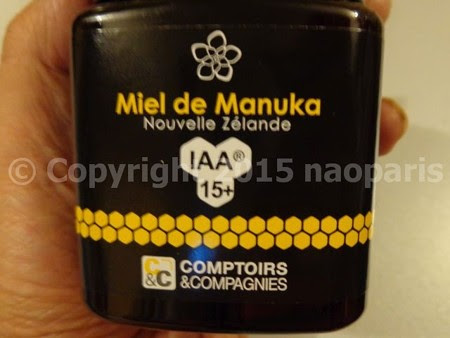 Miel de Manuka
Nouvelle Zélande
IAA®
© Copyright 2015 naoparis
15+
C&C COMPTOIRS
&COMPAGNIES